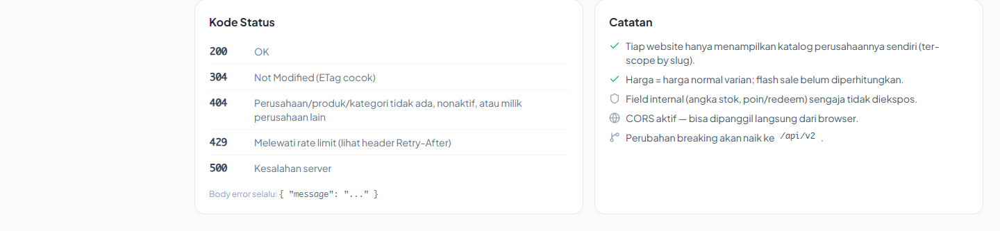 Kode Status
200 OK
304 Not Modified (ETag cocok)
404 Perusahaan/produk/kategori tidak ada, nonaktif, atau milik
perusahaan lain
429 Melewati rate limit (lihat header Retry-After)
500 Kesalahan server
Body error selalu: { "message": "..." }
Catatan
Tiap website hanya menampilkan katalog perusahaannya sendiri (ter-
scope by slug).
Harga = harga normal varian; flash sale belum diperhitungkan.
Field internal (angka stok, poin/redeem) sengaja tidak diekspos.
CORS aktif — bisa dipanggil langsung dari browser.
Perubahan breaking akan naik ke /api/v2 .